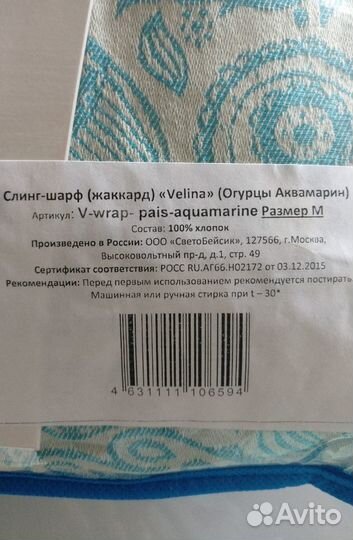 Слинг-шарф (жаккард) «Velina» (Огурцы Аквамарин)
Артикул: V-wrap- pais-aquamarine Размер M
Состав: 100% хлопок
Произведено в России: ООО «СветоБейсик», 127566, г.Москва,
Высоковольтный пр-д, д.1, стр. 49
Сертификат соответствия: РОСС RU.АГ66.Н02172 от 03.12.2015
Рекомендации: Перед первым использованием рекомендуется постирать
Машинная или ручная стирка при t – 30*
4 631111 106594
Avito